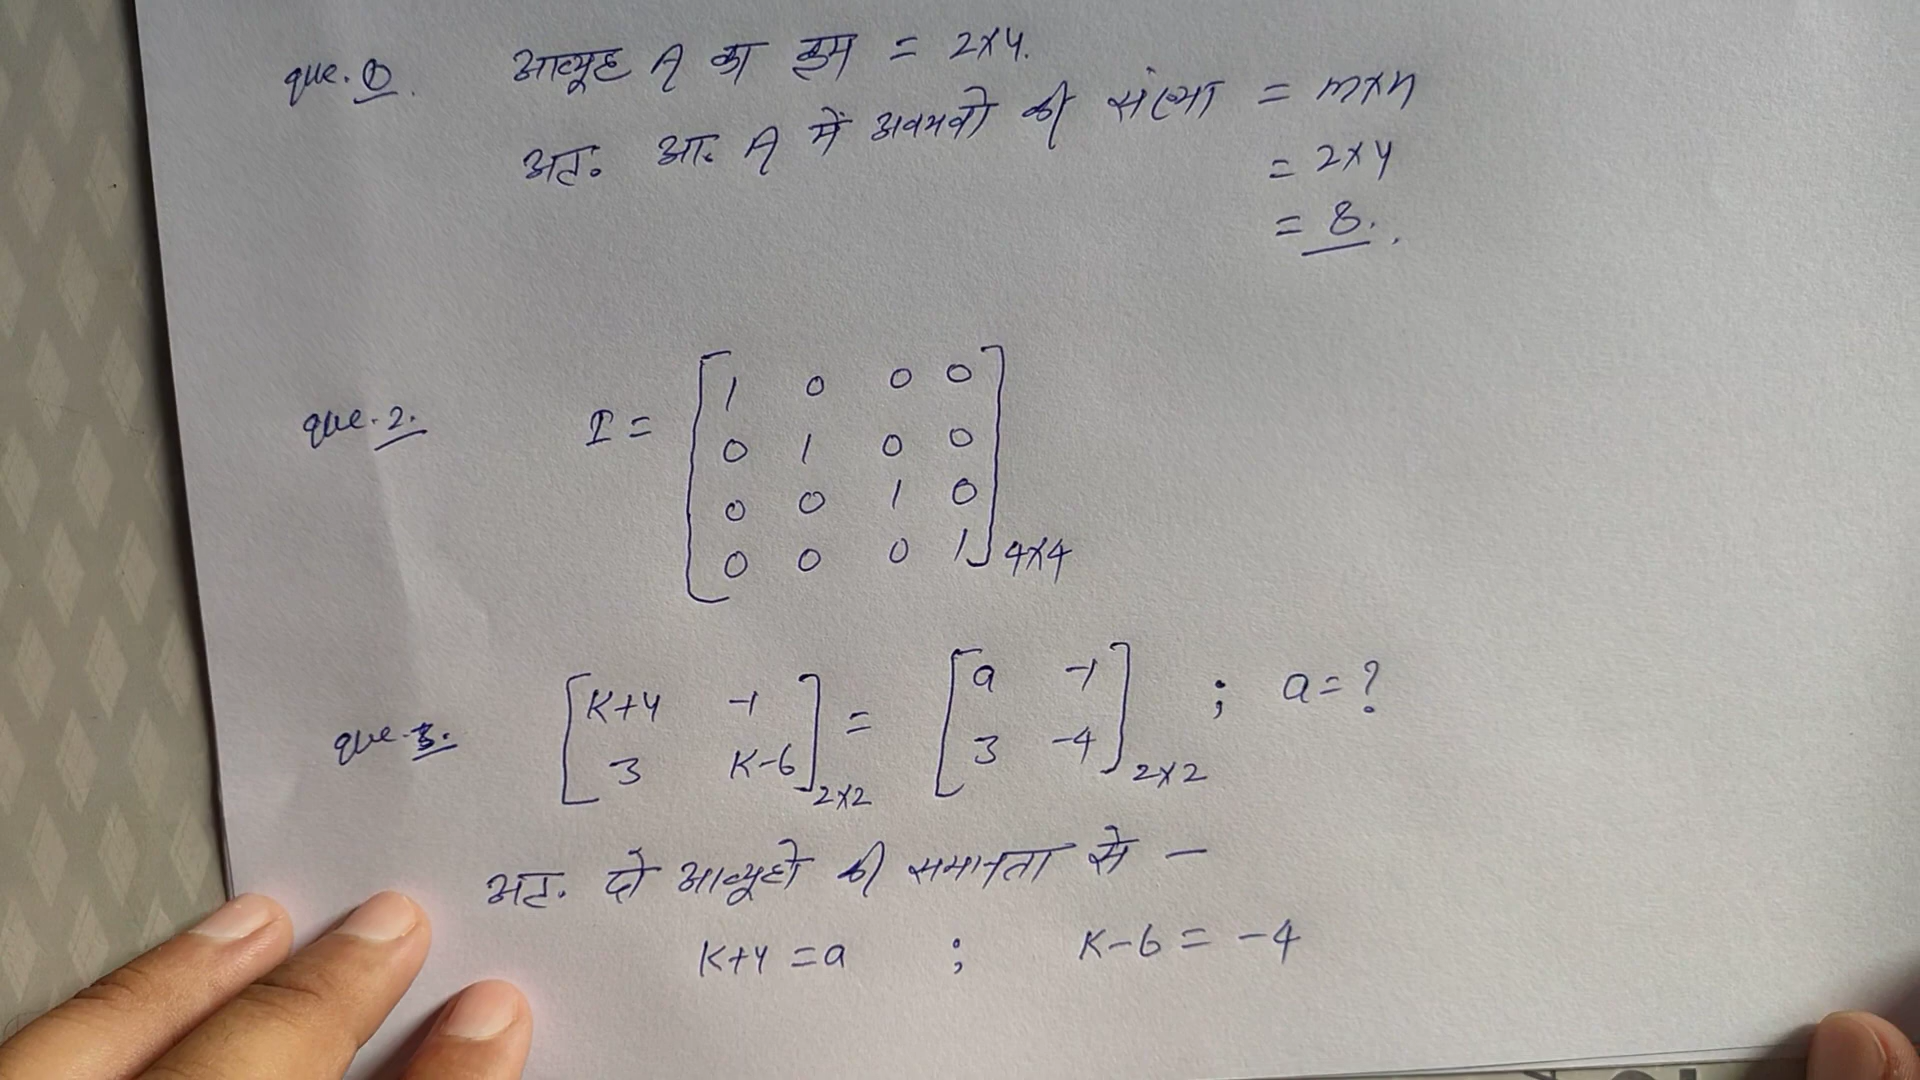 que. ① आव्यूह A का क्रम = 2×4.
अतः आ. A में अवयवो की संख्या = m×n
= 2×4
= 8.
que. 2. I = [1 0 0 0
0 1 0 0
0 0 1 0
0 0 0 1] 4×4
que. 3. [K+4 -1
3 K-6] 2×2 = [a -1
3 -4] 2×2 ; a = ?
अतः दो आव्यूहो की समानता से —
K+4 = a ; K-6 = -4